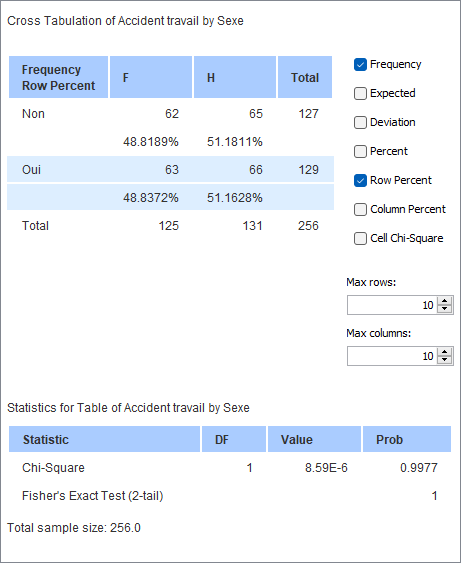 Cross Tabulation of Accident travail by Sexe
Frequency
Row Percent F H Total
Non 62 65 127
48.8189% 51.1811%
Oui 63 66 129
48.8372% 51.1628%
Total 125 131 256
Frequency
Expected
Deviation
Percent
Row Percent
Column Percent
Cell Chi-Square
Max rows:
10
Max columns:
10
Statistics for Table of Accident travail by Sexe
Statistic DF Value Prob
Chi-Square 1 8.59E-6 0.9977
Fisher's Exact Test (2-tail) 1
Total sample size: 256.0